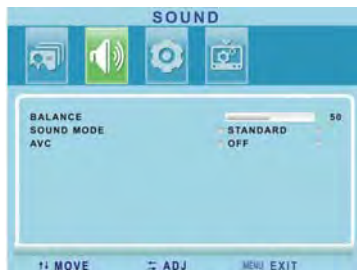 SOUND
BALANCE 50
SOUND MODE STANDARD
AVC OFF
↑↓ MOVE ⇆ ADJ MENU EXIT